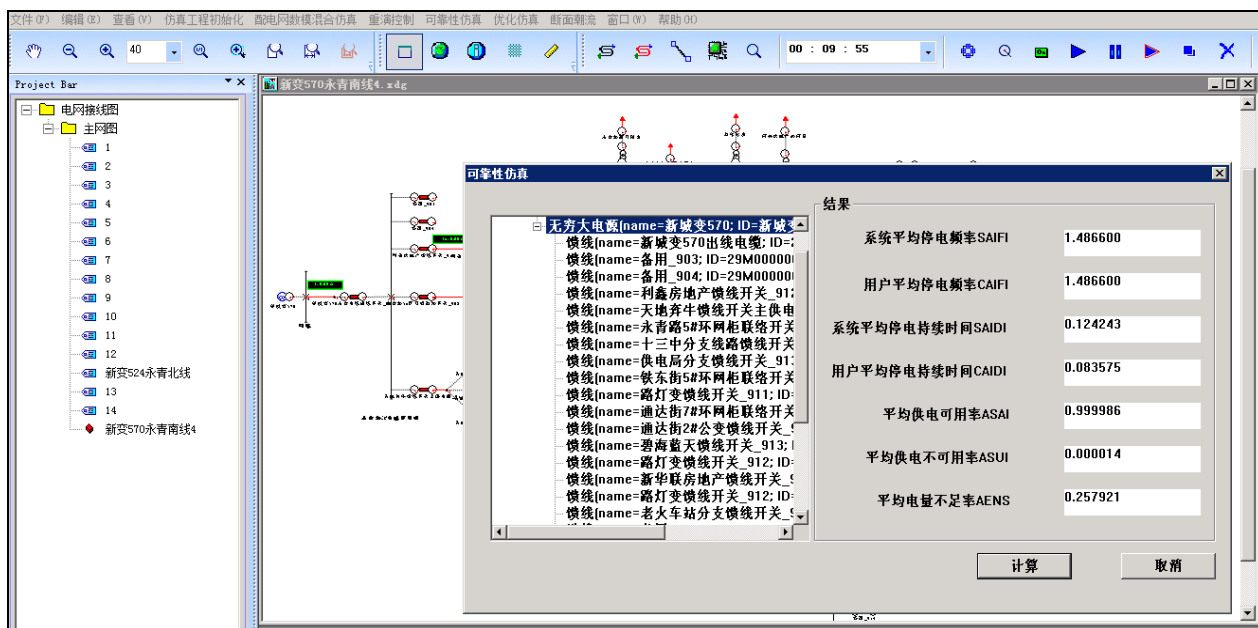 文件(F) 编辑(E) 查看(V) 仿真工程初始化 配电网数模混合仿真 重演控制 可靠性仿真 优化仿真 断面潮流 窗口(W) 帮助(H)
40
00 : 09 : 55
Project Bar
新变570永青南线4.xdg
电网接线图
主网图
1
2
3
4
5
6
7
8
9
10
11
12
新变524永青北线
13
14
新变570永青南线4
可靠性仿真
无穷大电源(name=新城变570; ID=新城变
馈线(name=新城变570出线电缆; ID=2
馈线(name=备用_903; ID=29M00000
馈线(name=备用_904; ID=29M00000
馈线(name=利鑫房地产馈线开关_912
馈线(name=天地奔牛馈线开关主供电
馈线(name=永青路5#环网柜联络开关
馈线(name=十三中分支线路馈线开关
馈线(name=供电局分支馈线开关_913
馈线(name=铁东街5#环网柜联络开关
馈线(name=路灯变馈线开关_911; ID=
馈线(name=通达街7#环网柜联络开关
馈线(name=通达街2#公变馈线开关_9
馈线(name=碧海蓝天馈线开关_913; I
馈线(name=路灯变馈线开关_912; ID=
馈线(name=新华联房地产馈线开关_9
馈线(name=路灯变馈线开关_912; ID=
馈线(name=老火车站分支馈线开关_9
结果
系统平均停电频率SAIFI 1.486600
用户平均停电频率CAIFI 1.486600
系统平均停电持续时间SAIDI 0.124243
用户平均停电持续时间CAIDI 0.083575
平均供电可用率ASAI 0.999986
平均供电不可用率ASUI 0.000014
平均电量不足率AENS 0.257921
计算 取消